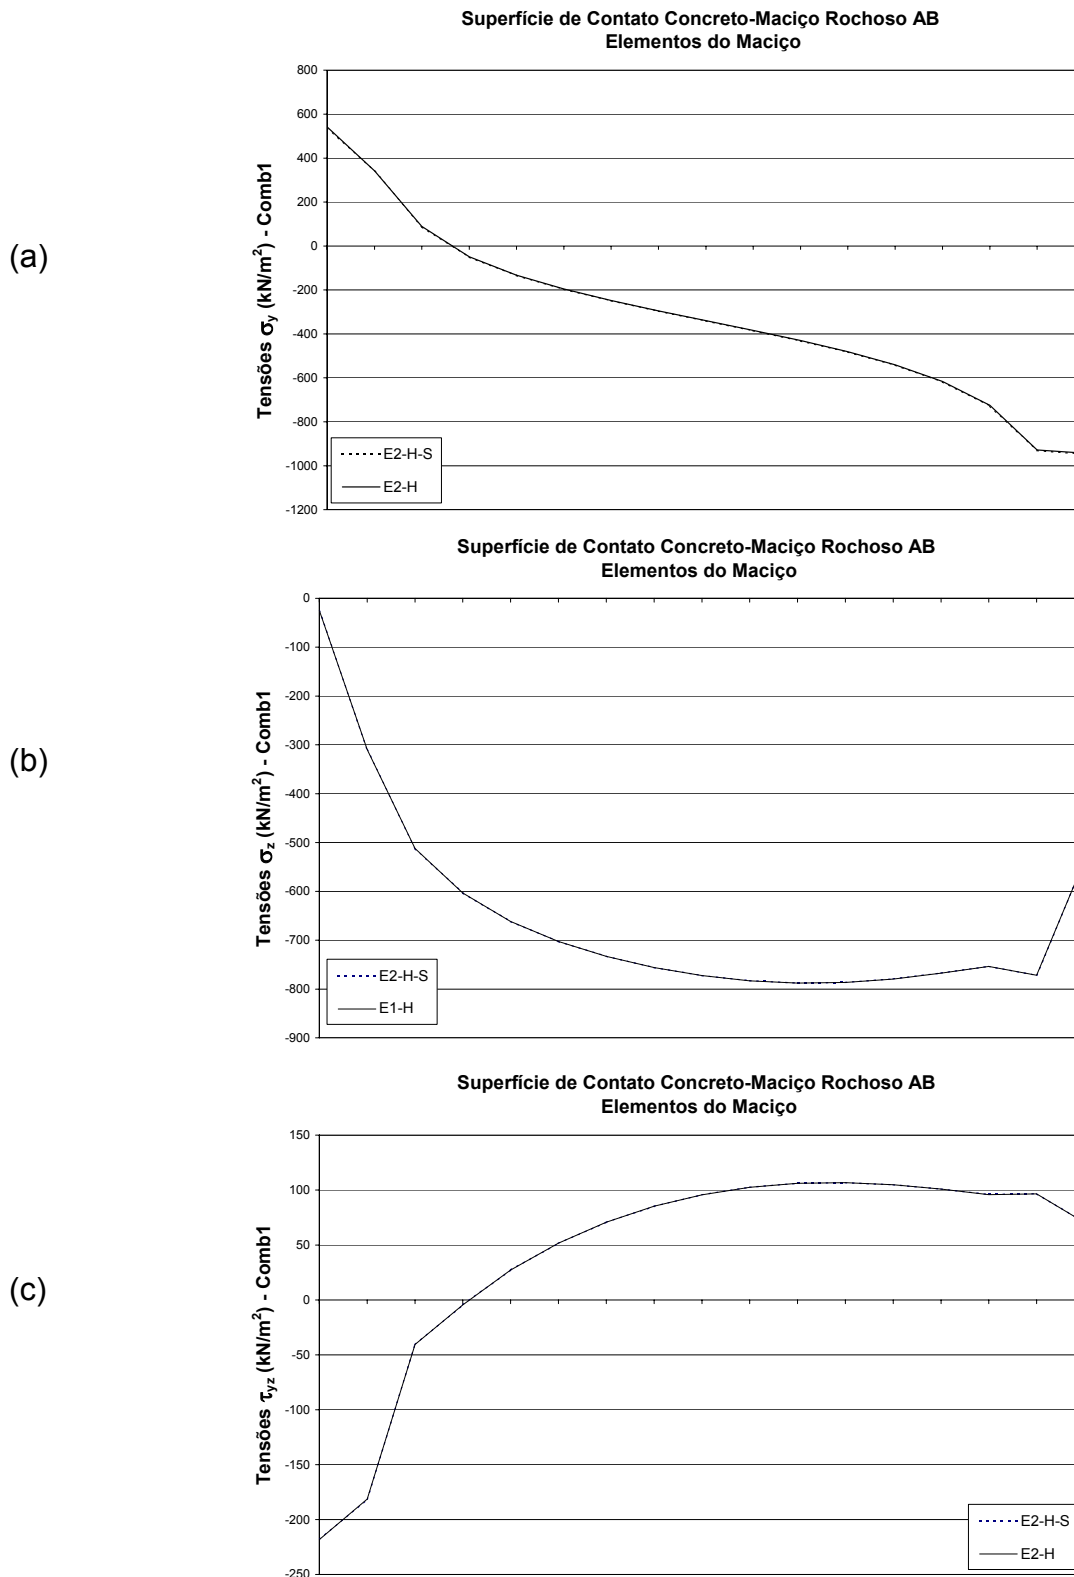 Superfície de Contato Concreto-Maciço Rochoso AB
Elementos do Maciço
(a)
Tensões σy (kN/m²) - Comb1
800
600
400
200
0
-200
-400
-600
-800
-1000
-1200
E2-H-S
E2-H
Superfície de Contato Concreto-Maciço Rochoso AB
Elementos do Maciço
(b)
Tensões σz (kN/m²) - Comb1
0
-100
-200
-300
-400
-500
-600
-700
-800
-900
E2-H-S
E1-H
Superfície de Contato Concreto-Maciço Rochoso AB
Elementos do Maciço
(c)
Tensões τyz (kN/m²) - Comb1
150
100
50
0
-50
-100
-150
-200
-250
E2-H-S
E2-H